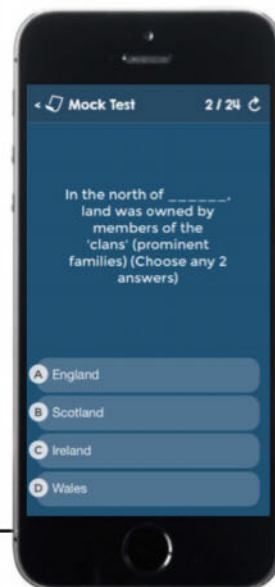 < Mock Test 2 / 24
In the north of ______,
land was owned by
members of the
'clans' (prominent
families) (Choose any 2
answers)
A England
B Scotland
C Ireland
D Wales